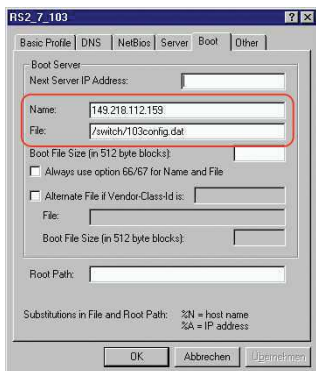 RS2_7_103
Basic Profile DNS NetBios Server Boot Other
Boot Server
Next Server IP Address:
Name: 149.218.112.159
File: /switch/103config.dat
Boot File Size (in 512 byte blocks):
Always use option 66/67 for Name and File
Alternate File if Vendor-Class-Id is:
File:
Boot File Size (in 512 byte blocks):
Root Path:
Substitutions in File and Root Path: %N = host name
%A = IP address
OK Abbrechen Übernehmen